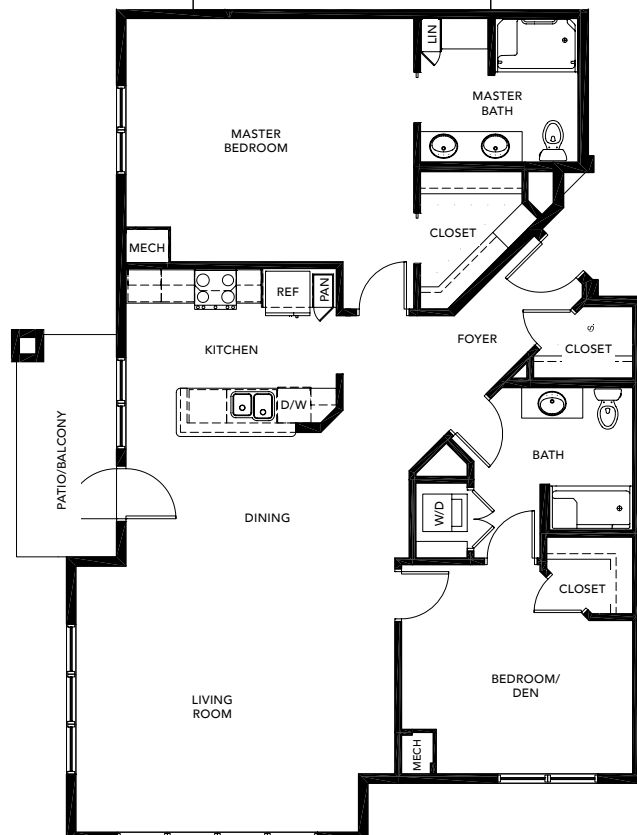 LIN
MASTER
BATH
MASTER
BEDROOM
CLOSET
MECH
REF
PAN
FOYER
S.
CLOSET
KITCHEN
D/W
PATIO/BALCONY
BATH
W/D
DINING
CLOSET
BEDROOM/
DEN
LIVING
ROOM
MECH